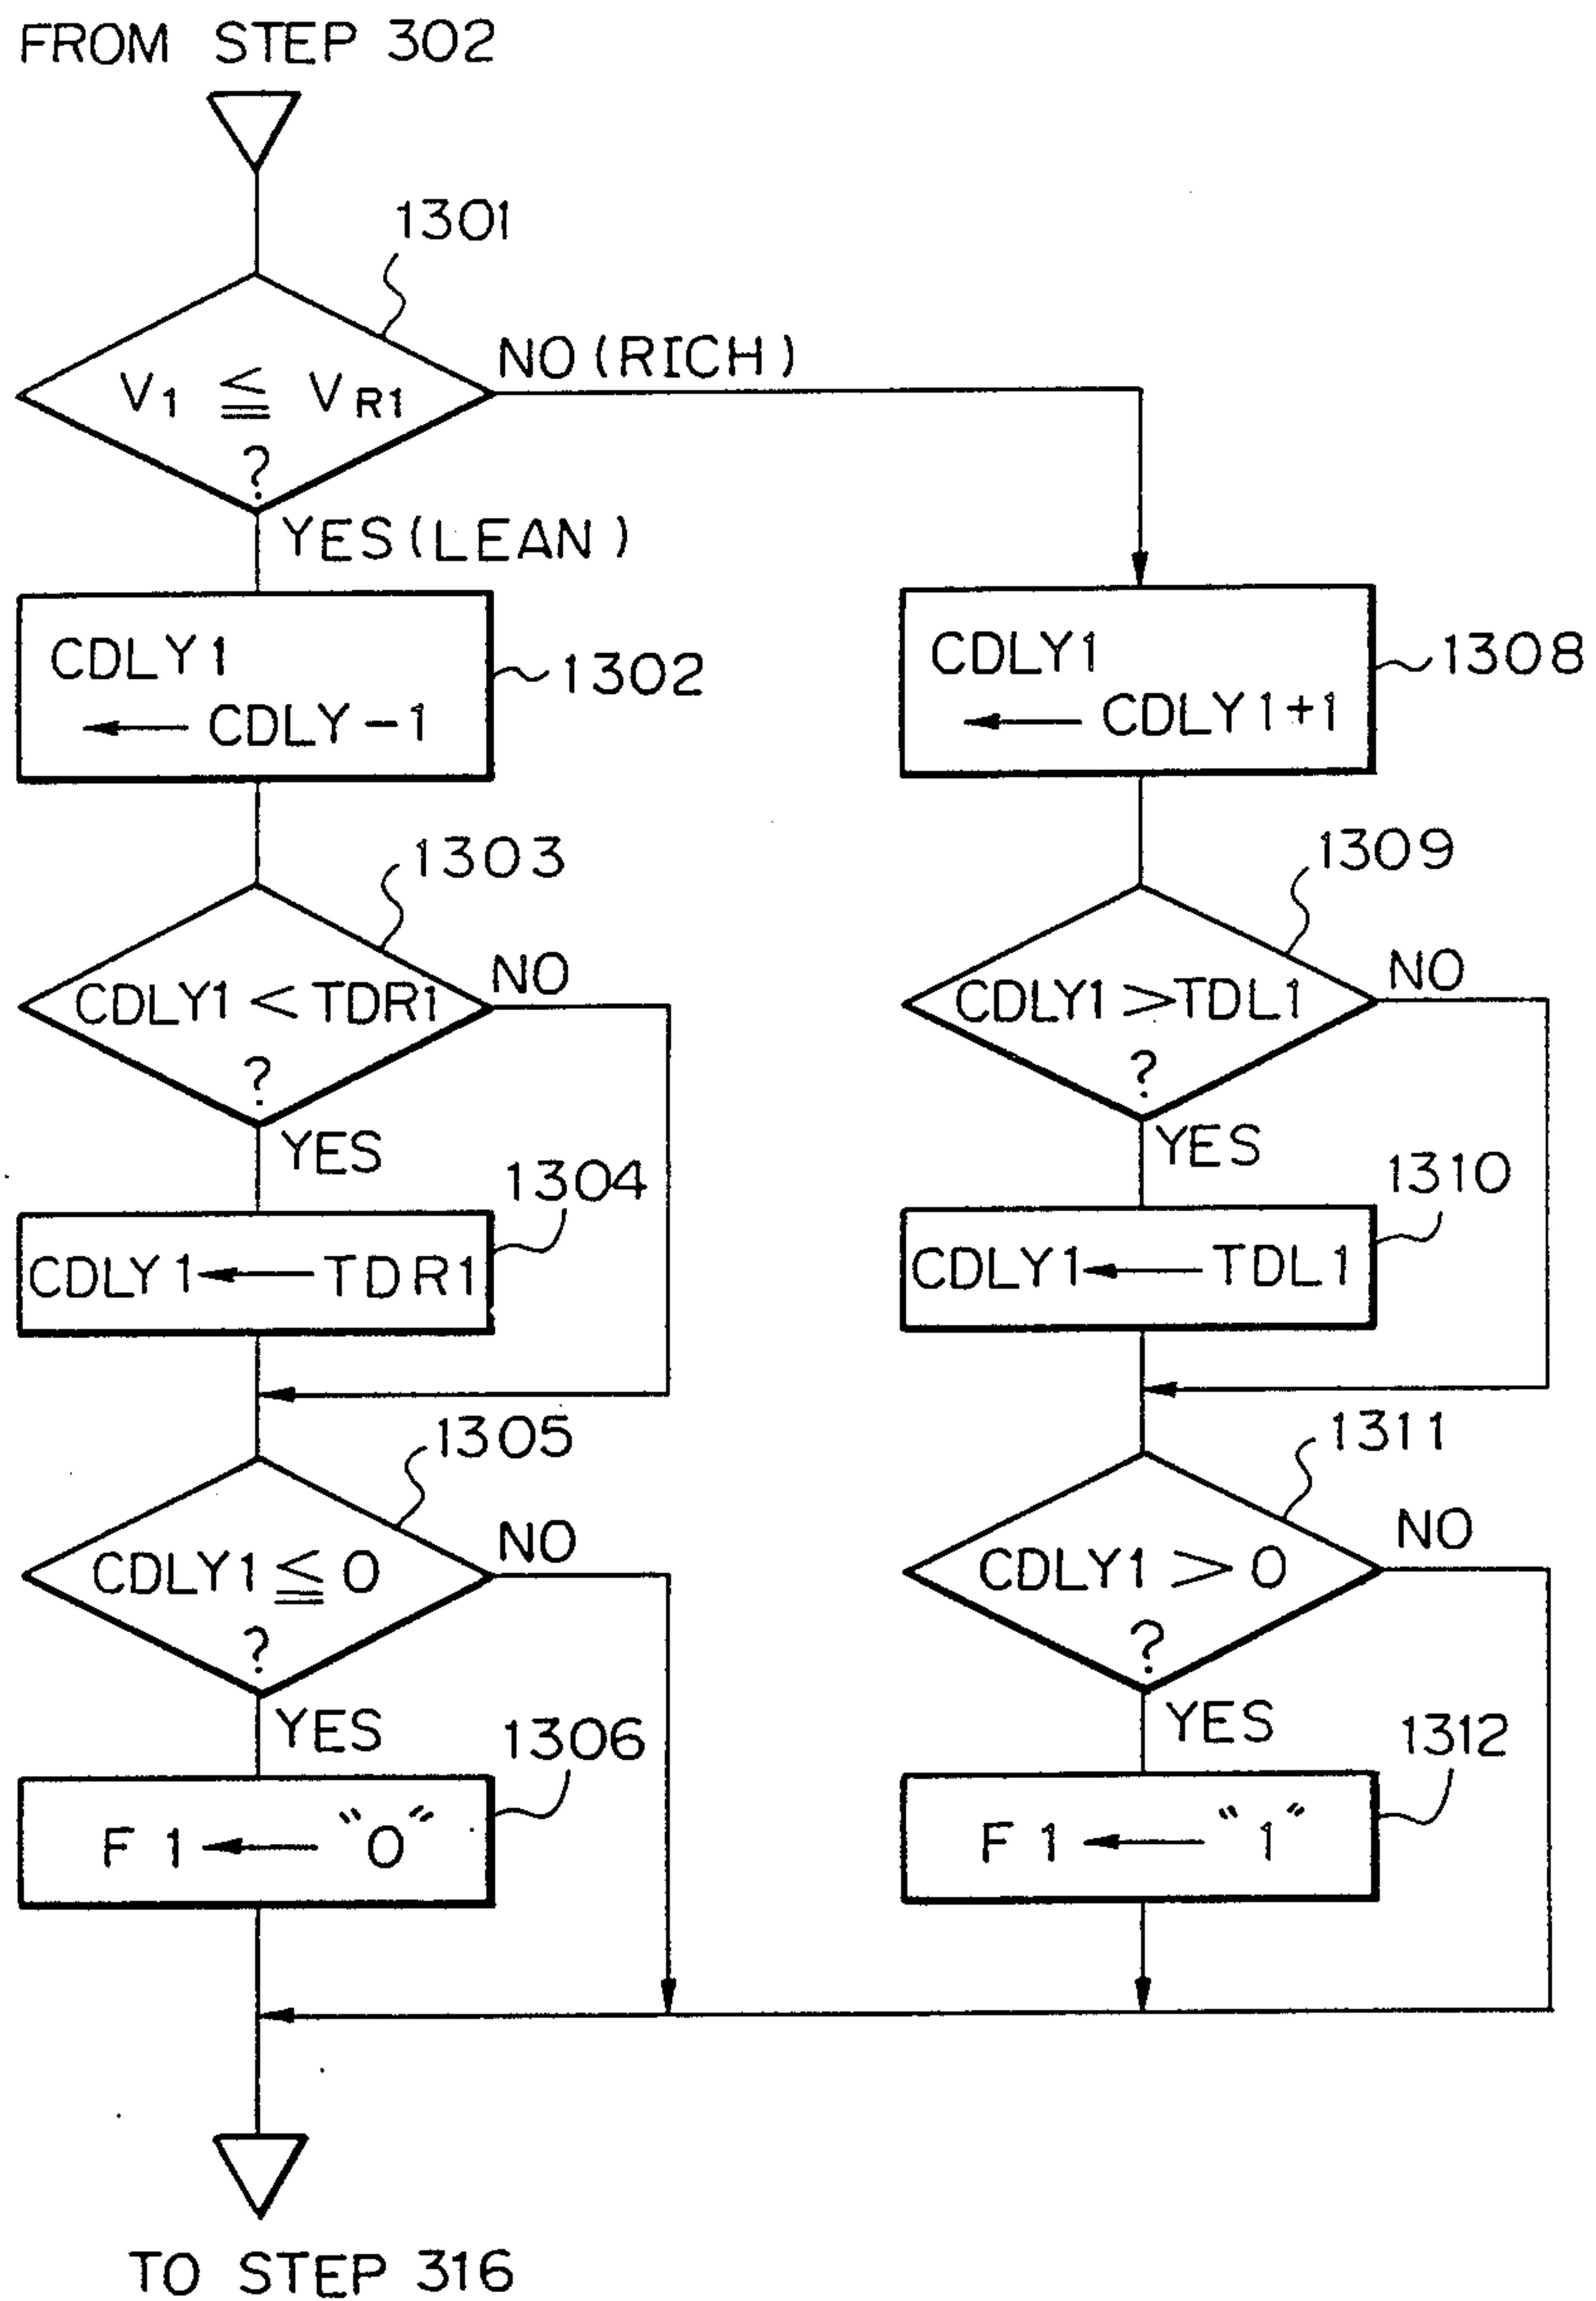 FROM STEP 302
1301
V1 ≦ VR1
?
NO (RICH)
YES (LEAN)
CDLY1
← CDLY-1
1302
1303
CDLY1 < TDR1
?
NO
YES
1304
CDLY1 ← TDR1
1305
CDLY1 ≦ 0
?
NO
YES
1306
F1 ← "0"
CDLY1
← CDLY1+1
1308
1309
CDLY1 > TDL1
?
NO
YES
1310
CDLY1 ← TDL1
1311
CDLY1 > 0
?
NO
YES
1312
F1 ← "1"
TO STEP 316